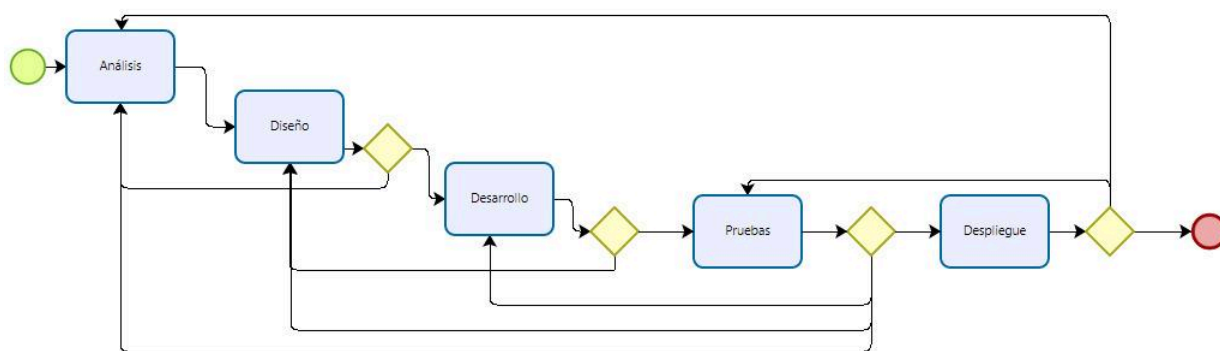 Análisis
Diseño
Desarrollo
Pruebas
Despliegue